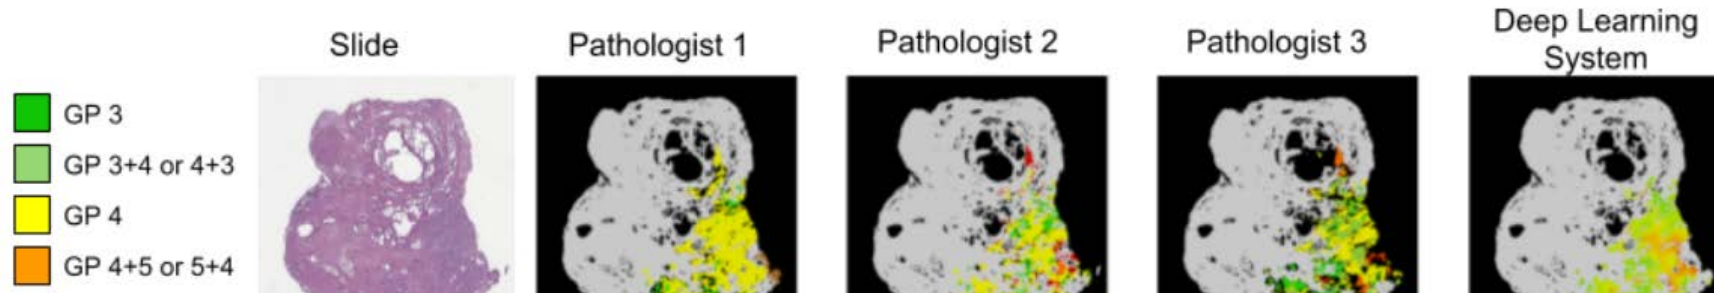 Slide
Pathologist 1
Pathologist 2
Pathologist 3
Deep Learning
System
GP 3
GP 3+4 or 4+3
GP 4
GP 4+5 or 5+4